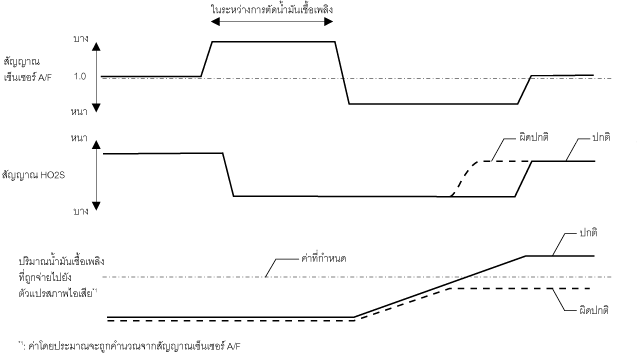 ในระหว่างการตัดน้ำมันเชื้อเพลิง
บาง
สัญญาณ
เซ็นเซอร์ A/F
1.0
หนา
หนา
ผิดปกติ
ปกติ
สัญญาณ HO2S
บาง
ปกติ
ปริมาณน้ำมันเชื้อเพลิง
ที่ถูกจ่ายไปยัง
ตัวแปรสภาพไอเสีย*1
ค่าที่กำหนด
ผิดปกติ
*1: ค่าโดยประมาณจะถูกคำนวณจากสัญญาณเซ็นเซอร์ A/F